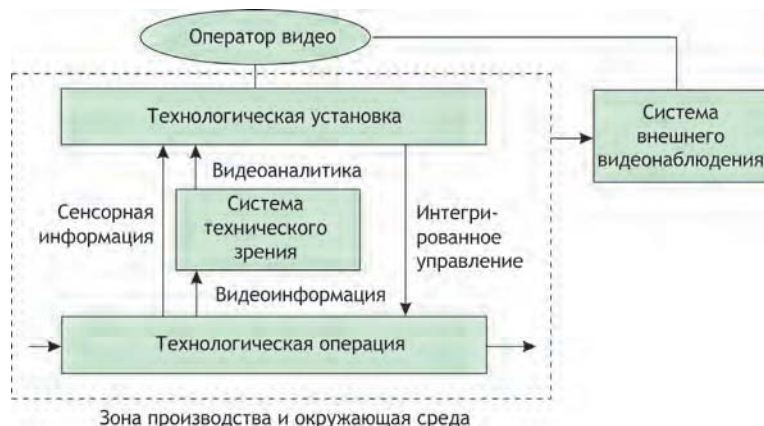 Оператор видео
Технологическая установка
Система
внешнего
видеонаблюдения
Видеоаналитика
Сенсорная
информация
Система
технического
зрения
Интегри-
рованное
управление
Видеоинформация
Технологическая операция
Зона производства и окружающая среда